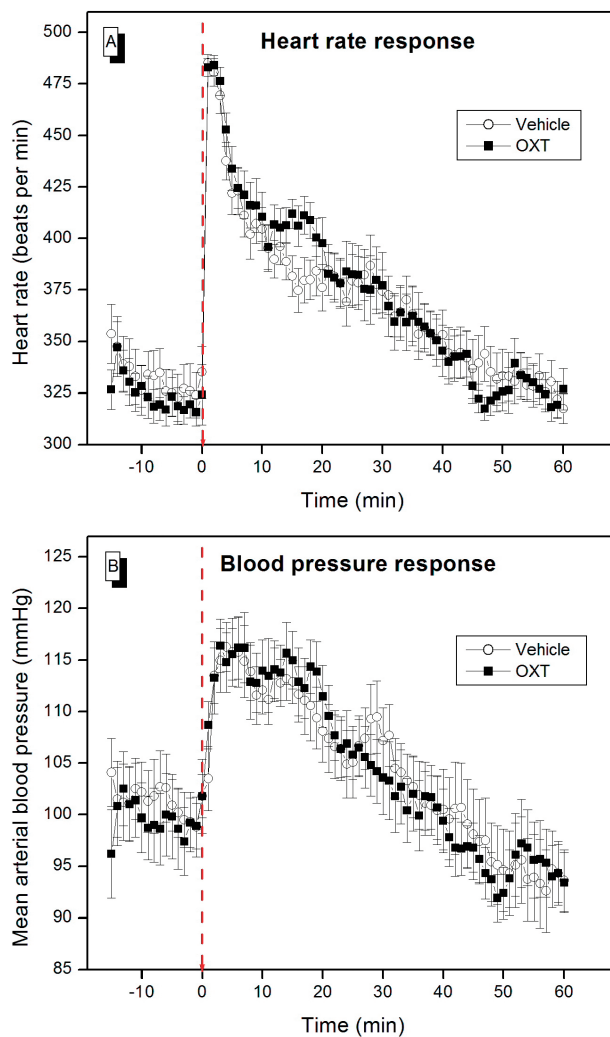 A
Heart rate response
500
475
450
425
400
375
350
325
300
Heart rate (beats per min)
Vehicle
OXT
-10 0 10 20 30 40 50 60
Time (min)
B
Blood pressure response
125
120
115
110
105
100
95
90
85
Mean arterial blood pressure (mmHg)
Vehicle
OXT
-10 0 10 20 30 40 50 60
Time (min)